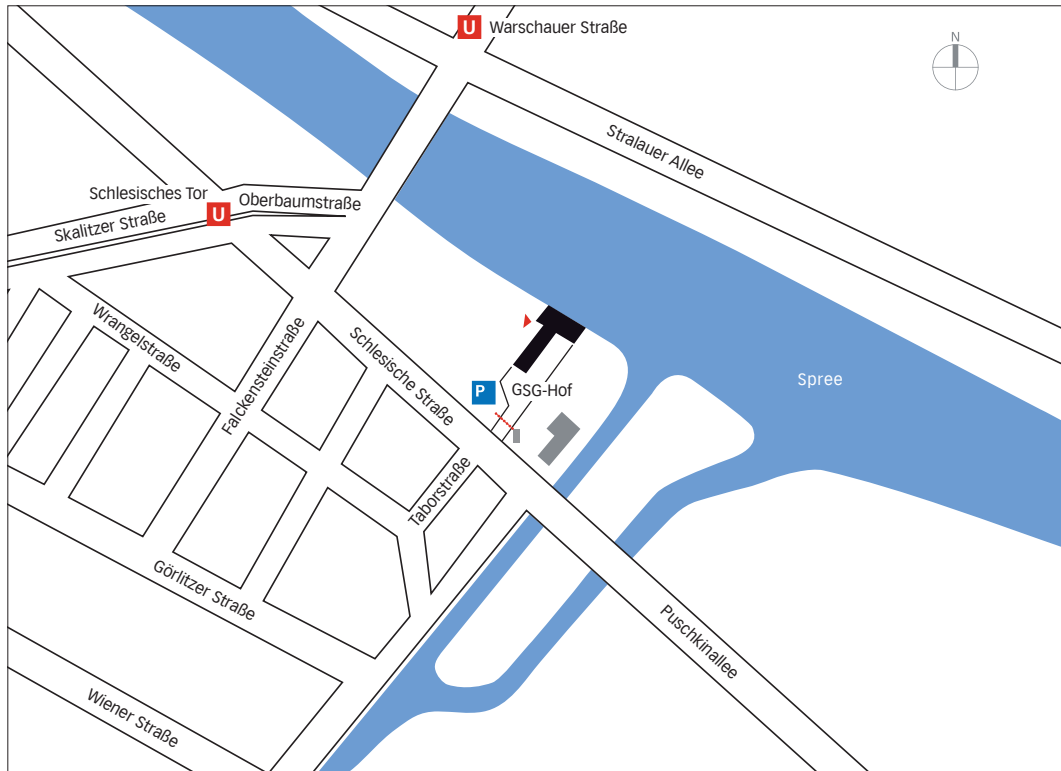 U Warschauer Straße
N
Stralauer Allee
Schlesisches Tor
U
Oberbaumstraße
Skalitzer Straße
Wrangelstraße
Falckensteinstraße
Schlesische Straße
P
GSG-Hof
Spree
Taborstraße
Görlitzer Straße
Puschkinallee
Wiener Straße